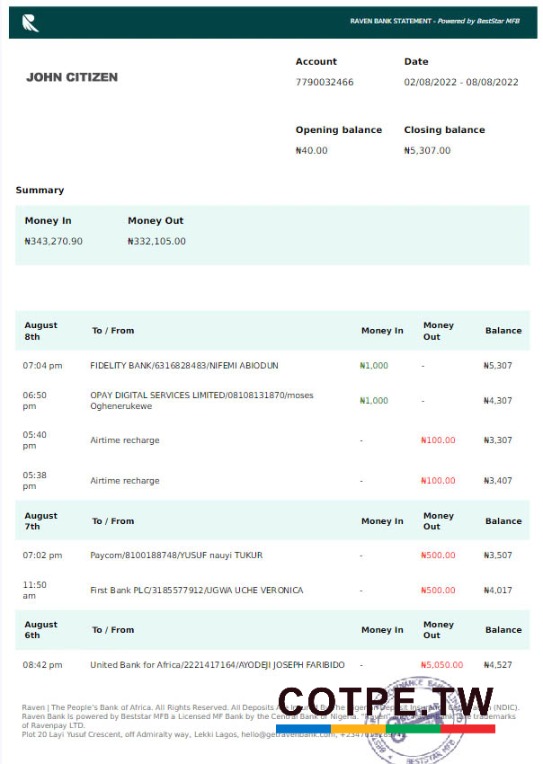 RAVEN BANK STATEMENT - Powered by BestStar MFB
JOHN CITIZEN
Account Date
7790032466 02/08/2022 - 08/08/2022
Opening balance Closing balance
₦40.00 ₦5,307.00
Summary
Money In Money Out
₦343,270.90 ₦332,105.00
August 8th To / From Money In Money Out Balance
07:04 pm FIDELITY BANK/6316828483/NIFEMI ABIODUN ₦1,000 - ₦5,307
06:50 pm OPAY DIGITAL SERVICES LIMITED/08108131870/moses ₦1,000 - ₦4,307
Oghenerukewe
05:40 pm Airtime recharge - ₦100.00 ₦3,307
05:38 pm Airtime recharge - ₦100.00 ₦3,407
August 7th To / From Money In Money Out Balance
07:02 pm Paycom/8100188748/YUSUF nauyi TUKUR - ₦500.00 ₦3,507
11:50 am First Bank PLC/3185577912/UGWA UCHE VERONICA - ₦500.00 ₦4,017
August 6th To / From Money In Money Out Balance
08:42 pm United Bank for Africa/2221417164/AYODEJI JOSEPH FARIBIDO - ₦5,050.00 ₦4,527
COTPE.TW
Raven | The People's Bank of Africa. All Rights Reserved. All Deposits (NDIC).
Raven Bank is powered by Beststar MFB a Licensed MF Bank by the Central Bank of Nigeria. trademarks
of Ravenpay LTD.
Plot 20 Layi Yusuf Crescent, off Admiralty way, Lekki Lagos, hello@getravenbank.com,